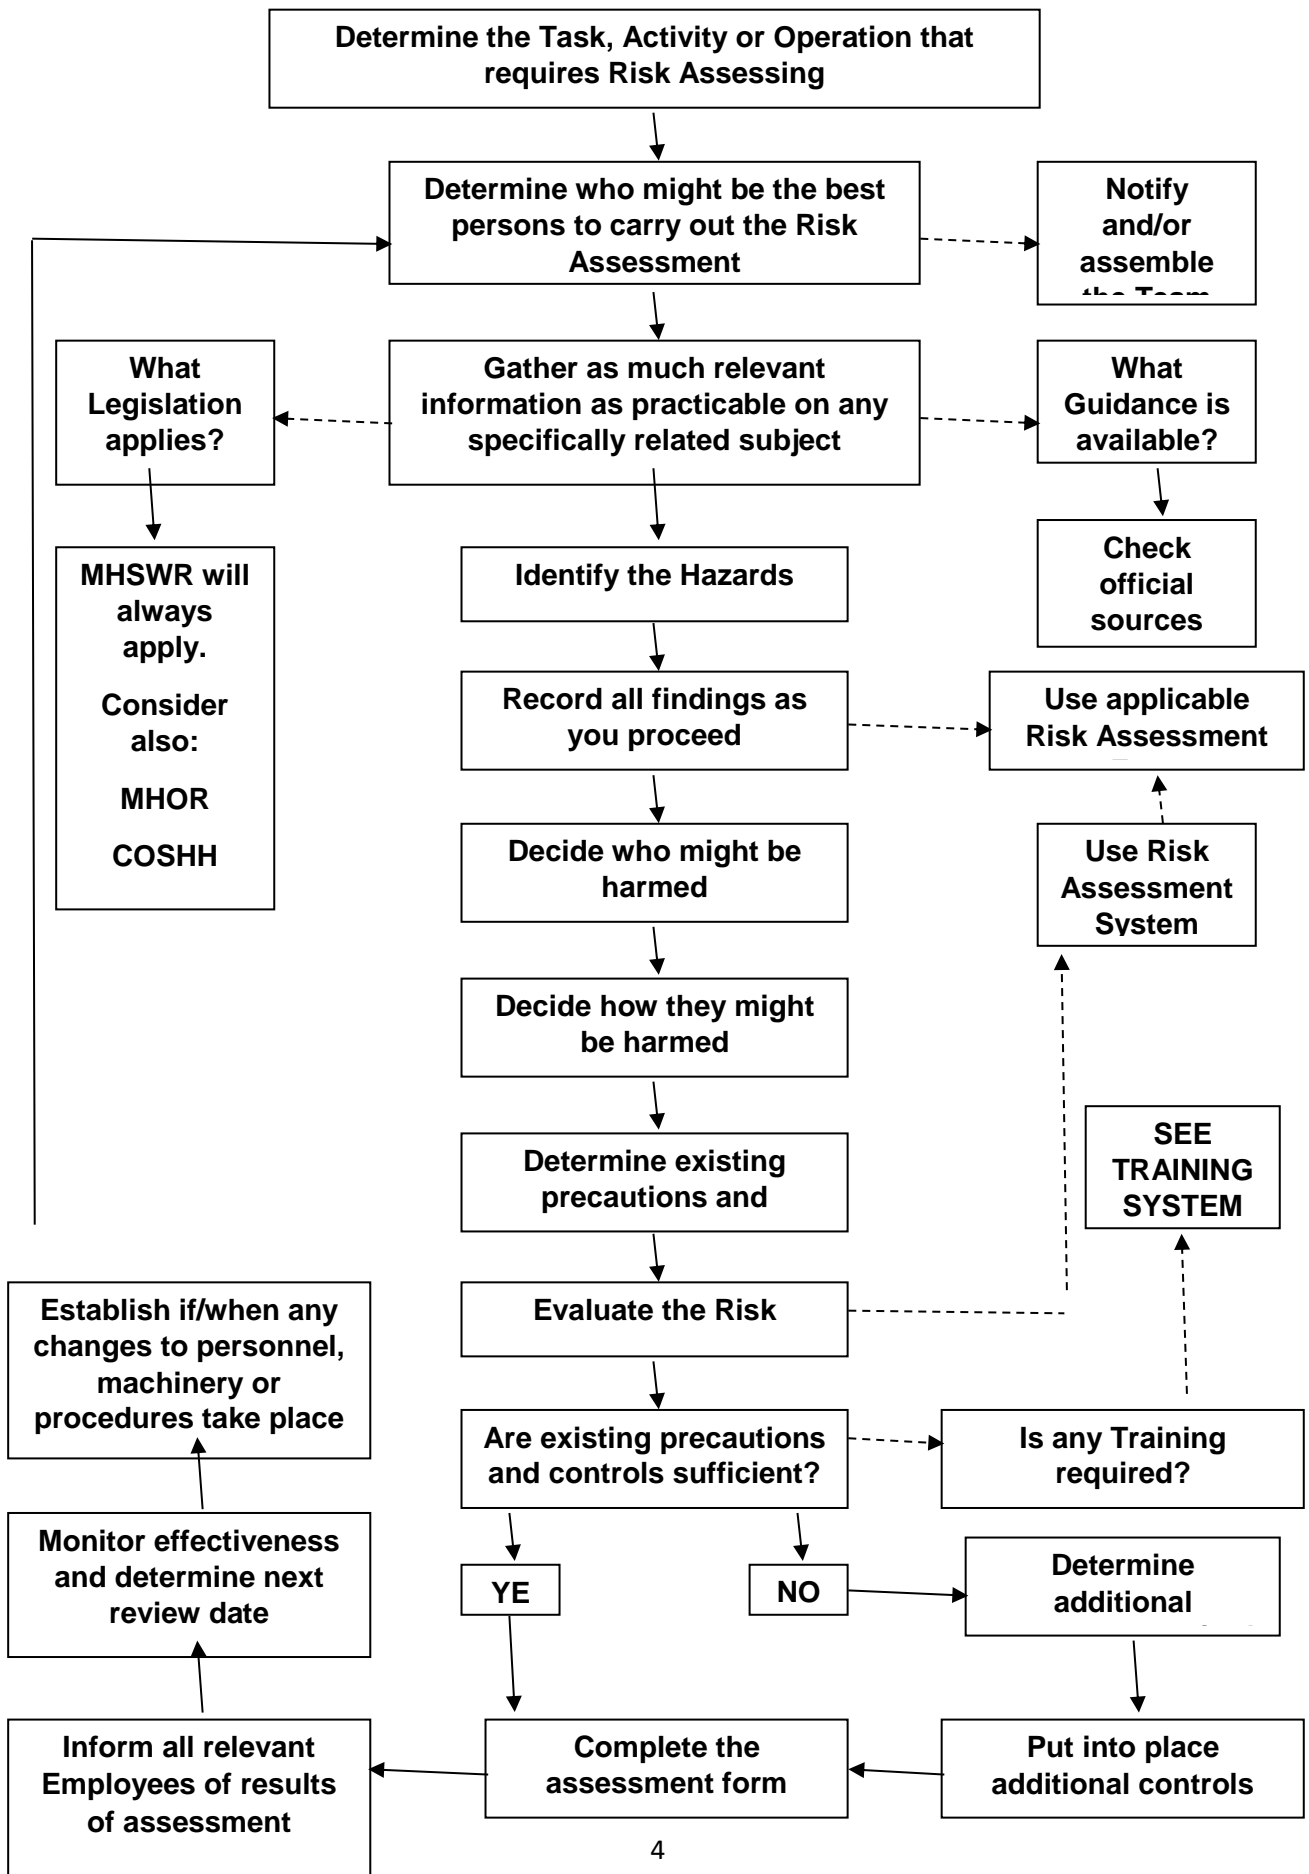 Determine the Task, Activity or Operation that
requires Risk Assessing
Determine who might be the best
persons to carry out the Risk
Assessment
Notify
and/or
assemble
What
Legislation
applies?
Gather as much relevant
information as practicable on any
specifically related subject
What
Guidance is
available?
MHSWR will
always
apply.
Consider
also:
MHOR
COSHH
Identify the Hazards
Check
official
sources
Record all findings as
you proceed
Use applicable
Risk Assessment
Decide who might be
harmed
Use Risk
Assessment
System
Decide how they might
be harmed
SEE
TRAINING
SYSTEM
Determine existing
precautions and
Evaluate the Risk
Establish if/when any
changes to personnel,
machinery or
procedures take place
Are existing precautions
and controls sufficient?
Is any Training
required?
Monitor effectiveness
and determine next
review date
YE
NO
Determine
additional
Inform all relevant
Employees of results
of assessment
Complete the
assessment form
Put into place
additional controls
4